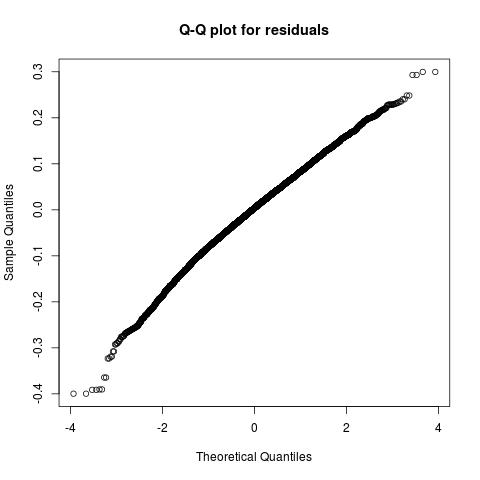 Q-Q plot for residuals
0.3
0.2
0.1
0.0
-0.1
-0.2
-0.3
-0.4
Sample Quantiles
-4 -2 0 2 4
Theoretical Quantiles